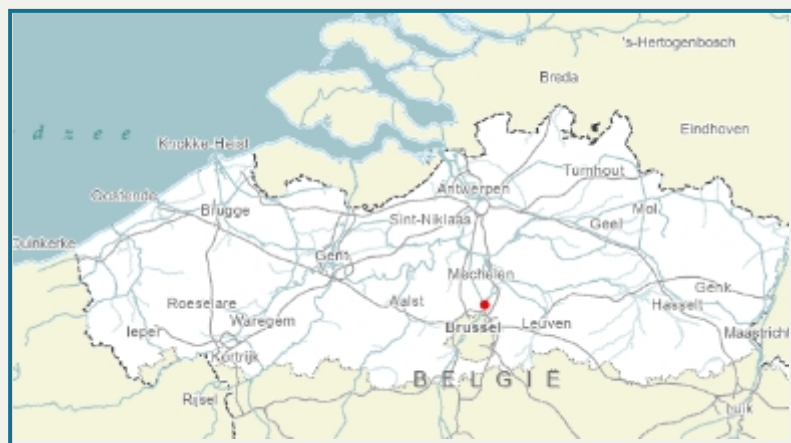 's-Hertogenbosch
Breda
Eindhoven
d z e e
Knokke-Heist
Turnhout
Antwerpen
Oostende
Mol
Brugge
Sint-Niklaas
Geel
Duinkerke
Gent
Mechelen
Genk
Roeselare
Aalst
Hasselt
Waregem
Brussel
Leuven
Ieper
Maastricht
Kortrijk
BELGIË
Rijsel
Luik